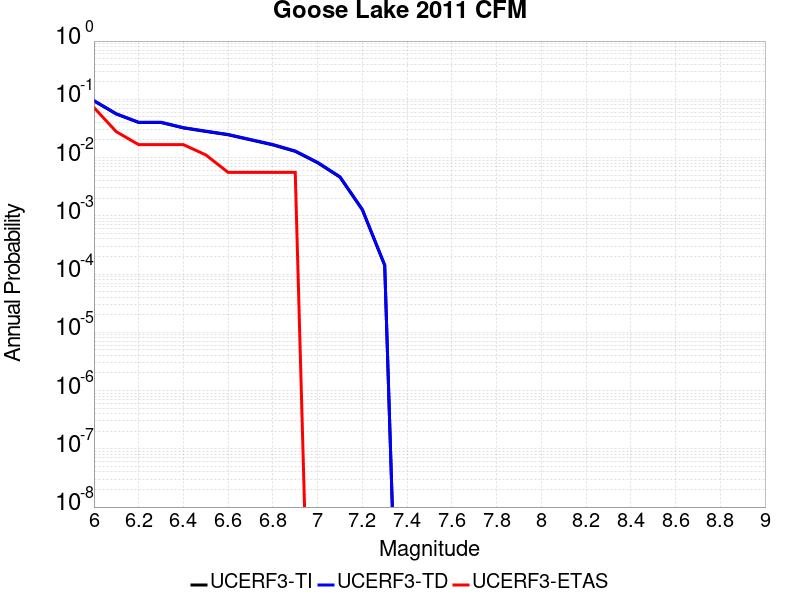 Goose Lake 2011 CFM
10^0
10^-1
10^-2
10^-3
10^-4
10^-5
10^-6
10^-7
10^-8
Annual Probability
6 6.2 6.4 6.6 6.8 7 7.2 7.4 7.6 7.8 8 8.2 8.4 8.6 8.8 9
Magnitude
UCERF3-TI UCERF3-TD UCERF3-ETAS